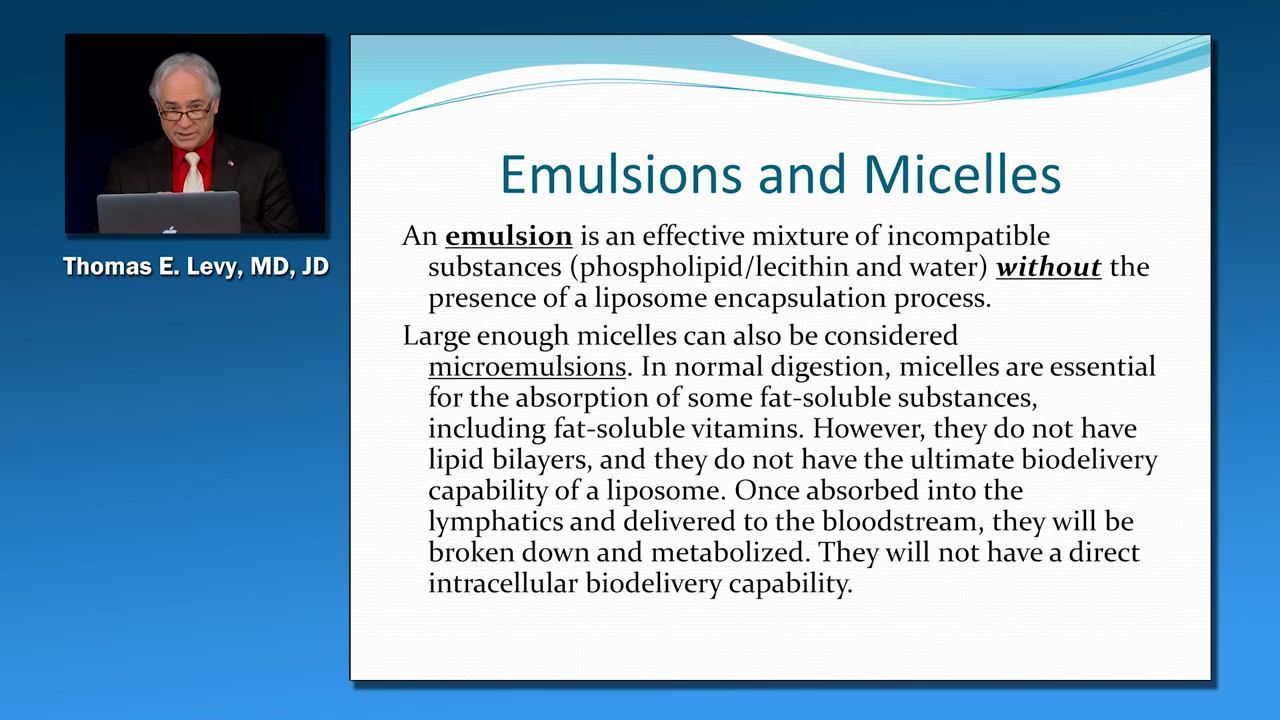 Thomas E. Levy, MD, JD
Emulsions and Micelles
An emulsion is an effective mixture of incompatible
substances (phospholipid/lecithin and water) without the
presence of a liposome encapsulation process.
Large enough micelles can also be considered
microemulsions. In normal digestion, micelles are essential
for the absorption of some fat-soluble substances,
including fat-soluble vitamins. However, they do not have
lipid bilayers, and they do not have the ultimate biodelivery
capability of a liposome. Once absorbed into the
lymphatics and delivered to the bloodstream, they will be
broken down and metabolized. They will not have a direct
intracellular biodelivery capability.